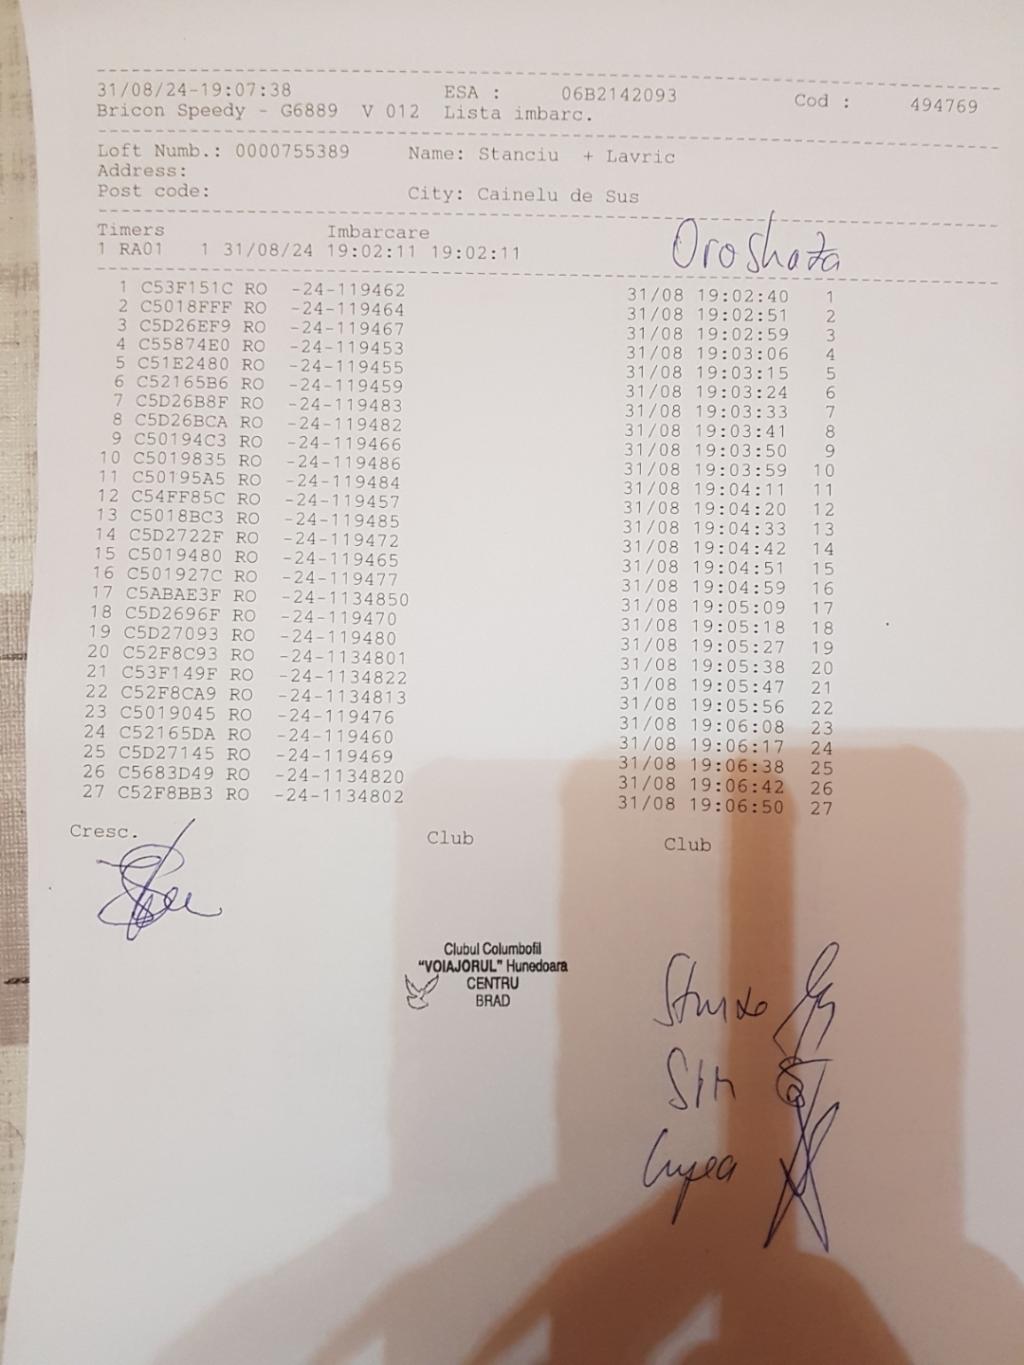 31/08/24-19:07:38 ESA : 06B2142093 Cod : 494769
Bricon Speedy - G6889 V 012 Lista imbarc.
Loft Numb.: 0000755389 Name: Stanciu + Lavric
Address:
Post code: City: Cainelu de Sus
Timers Imbarcare
1 RA01 1 31/08/24 19:02:11 19:02:11
Oroshaza
1 C53F151C RO -24-119462 31/08 19:02:40 1
2 C5018FFF RO -24-119464 31/08 19:02:51 2
3 C5D26EF9 RO -24-119467 31/08 19:02:59 3
4 C55874E0 RO -24-119453 31/08 19:03:06 4
5 C51E2480 RO -24-119455 31/08 19:03:15 5
6 C52165B6 RO -24-119459 31/08 19:03:24 6
7 C5D26B8F RO -24-119483 31/08 19:03:33 7
8 C5D26BCA RO -24-119482 31/08 19:03:41 8
9 C50194C3 RO -24-119466 31/08 19:03:50 9
10 C5019835 RO -24-119486 31/08 19:03:59 10
11 C50195A5 RO -24-119484 31/08 19:04:11 11
12 C54FF85C RO -24-119457 31/08 19:04:20 12
13 C5018BC3 RO -24-119485 31/08 19:04:33 13
14 C5D2722F RO -24-119472 31/08 19:04:42 14
15 C5019480 RO -24-119465 31/08 19:04:51 15
16 C501927C RO -24-119477 31/08 19:04:59 16
17 C5ABAE3F RO -24-1134850 31/08 19:05:09 17
18 C5D2696F RO -24-119470 31/08 19:05:18 18
19 C5D27093 RO -24-119480 31/08 19:05:27 19
20 C52F8C93 RO -24-1134801 31/08 19:05:38 20
21 C53F149F RO -24-1134822 31/08 19:05:47 21
22 C52F8CA9 RO -24-1134813 31/08 19:05:56 22
23 C5019045 RO -24-119476 31/08 19:06:08 23
24 C52165DA RO -24-119460 31/08 19:06:17 24
25 C5D27145 RO -24-119469 31/08 19:06:38 25
26 C5683D49 RO -24-1134820 31/08 19:06:42 26
27 C52F8BB3 RO -24-1134802 31/08 19:06:50 27
Cresc. Club Club
Clubul Columbofil
"VOIAJORUL" Hunedoara
CENTRU
BRAD
Lupea